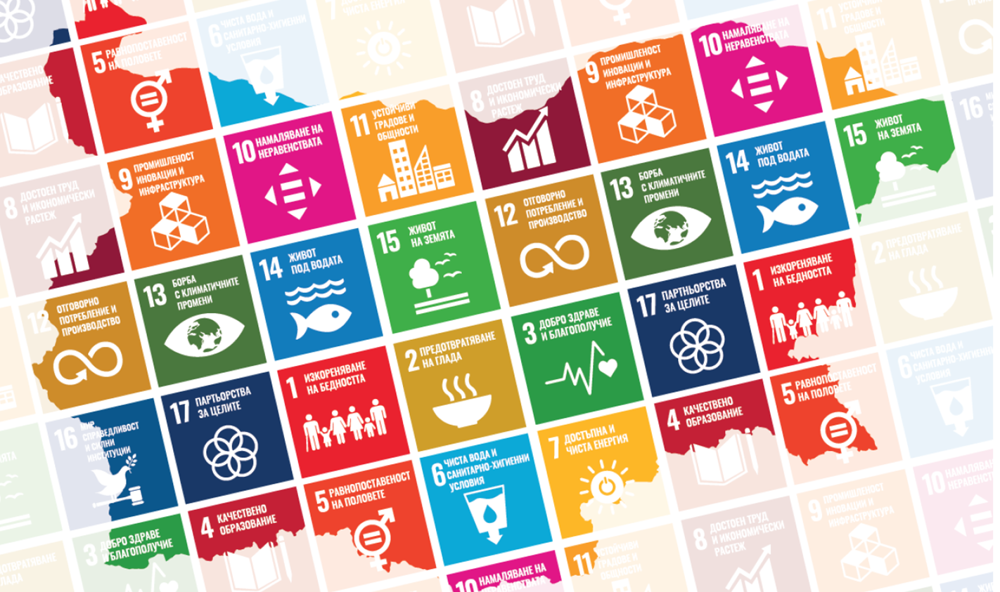 5 РАВНОПОСТАВЕНОСТ
НА ПОЛОВЕТЕ
6 ЧИСТА ВОДА И
САНИТАРНО-ХИГИЕННИ
УСЛОВИЯ
7
ЧИСТА ЕНЕРГИЯ
8 ДОСТОЕН ТРУД
И ИКОНОМИЧЕСКИ
РАСТЕЖ
9 ПРОМИШЛЕНОСТ
ИНОВАЦИИ И
ИНФРАСТРУКТУРА
10 НАМАЛЯВАНЕ НА
НЕРАВЕНСТВАТА
11 УСТОЙЧИВИ
ГРАДОВЕ И
ОБЩНОСТИ
8 ДОСТОЕН ТРУД
И ИКОНОМИЧЕСКИ
РАСТЕЖ
9 ПРОМИШЛЕНОСТ
ИНОВАЦИИ И
ИНФРАСТРУКТУРА
10 НАМАЛЯВАНЕ НА
НЕРАВЕНСТВАТА
11 УСТОЙЧИВИ
ГРАДОВЕ И
ОБЩНОСТИ
12 ОТГОВОРНО
ПОТРЕБЛЕНИЕ И
ПРОИЗВОДСТВО
13 БОРБА
С КЛИМАТИЧНИТЕ
ПРОМЕНИ
14 ЖИВОТ
ПОД ВОДАТА
15 ЖИВОТ
НА ЗЕМЯТА
12 ОТГОВОРНО
ПОТРЕБЛЕНИЕ И
ПРОИЗВОДСТВО
13 БОРБА
С КЛИМАТИЧНИТЕ
ПРОМЕНИ
14 ЖИВОТ
ПОД ВОДАТА
15 ЖИВОТ
НА ЗЕМЯТА
16
16 МИР,
СПРАВЕДЛИВОСТ
И СИЛНИ
ИНСТИТУЦИИ
17 ПАРТЬОРСТВА
ЗА ЦЕЛИТЕ
1 ИЗКОРЕНЯВАНЕ
НА БЕДНОСТТА
2 ПРЕДОТВРАТЯВАНЕ
НА ГЛАДА
3 ДОБРО ЗДРАВЕ
И БЛАГОПОЛУЧИЕ
17 ПАРТНЬОРСТВА
ЗА ЦЕЛИТЕ
1 ИЗКОРЕНЯВАНЕ
НА БЕДНОСТТА
2 ПРЕДОТВРАТЯВАНЕ
НА ГЛАДА
3 ДОБРО ЗДРАВЕ
И БЛАГОПОЛУЧИЕ
4 КАЧЕСТВЕНО
ОБРАЗОВАНИЕ
5 РАВНОПОСТАВЕНОСТ
НА ПОЛОВЕТЕ
6 ЧИСТА ВОДА И
САНИТАРНО-ХИГИЕННИ
УСЛОВИЯ
7 ДОСТЪПНА И
ЧИСТА ЕНЕРГИЯ
4 КАЧЕСТВЕНО
ОБРАЗОВАНИЕ
5 РАВНОПОСТАВЕНОСТ
НА ПОЛОВЕТЕ
6 ЧИСТА ВОДА И
САНИТАРНО-ХИГИЕННИ
УСЛОВИЯ
10 НАМАЛЯВАНЕ НА
НЕРАВЕНСТВАТА
11 УСТОЙЧИВИ
ГРАДОВЕ И
ОБЩНОСТИ
8 ДОСТОЕН ТРУД
И ИКОНОМИЧЕСКИ
РАСТЕЖ
9 ПРОМИШЛЕНОСТ
ИНОВАЦИИ И
ИНФРАСТРУКТУРА
10